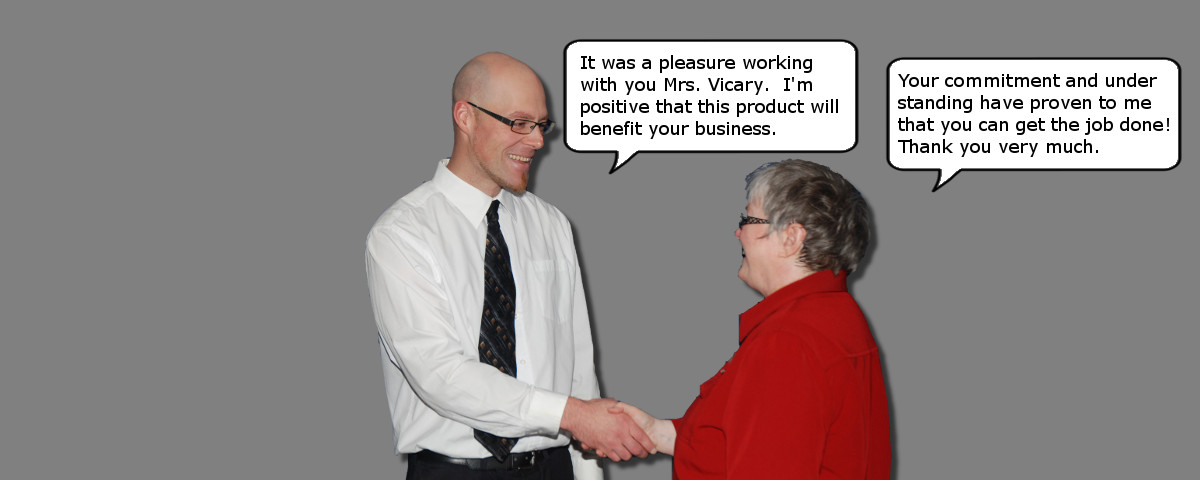 It was a pleasure working
with you Mrs. Vicary.  I'm
positive that this product will
benefit your business.
Your commitment and under
standing have proven to me
that you can get the job done!
Thank you very much.